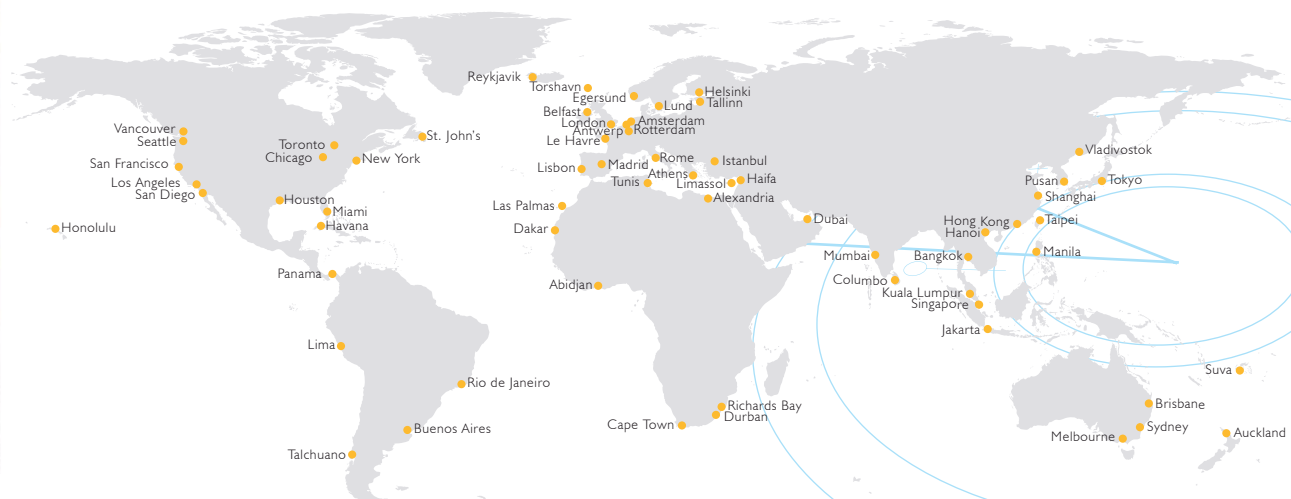 Reykjavik
Torshavn
Helsinki
Egersund
Tallinn
Lund
Belfast
Amsterdam
London
Antwerp
Rotterdam
Vancouver
St. John's
Seattle
Le Havre
Toronto
Vladivostok
Chicago
New York
Rome
Istanbul
San Francisco
Madrid
Lisbon
Athens
Haifa
Pusan
Tokyo
Los Angeles
Tunis
Limassol
San Diego
Shanghai
Houston
Alexandria
Las Palmas
Miami
Dubai
Hong Kong
Taipei
Havana
Honolulu
Dakar
Hanoi
Mumbai
Bangkok
Manila
Panama
Columbo
Abidjan
Kuala Lumpur
Singapore
Jakarta
Lima
Suva
Rio de Janeiro
Richards Bay
Brisbane
Durban
Cape Town
Buenos Aires
Sydney
Auckland
Melbourne
Talchuano